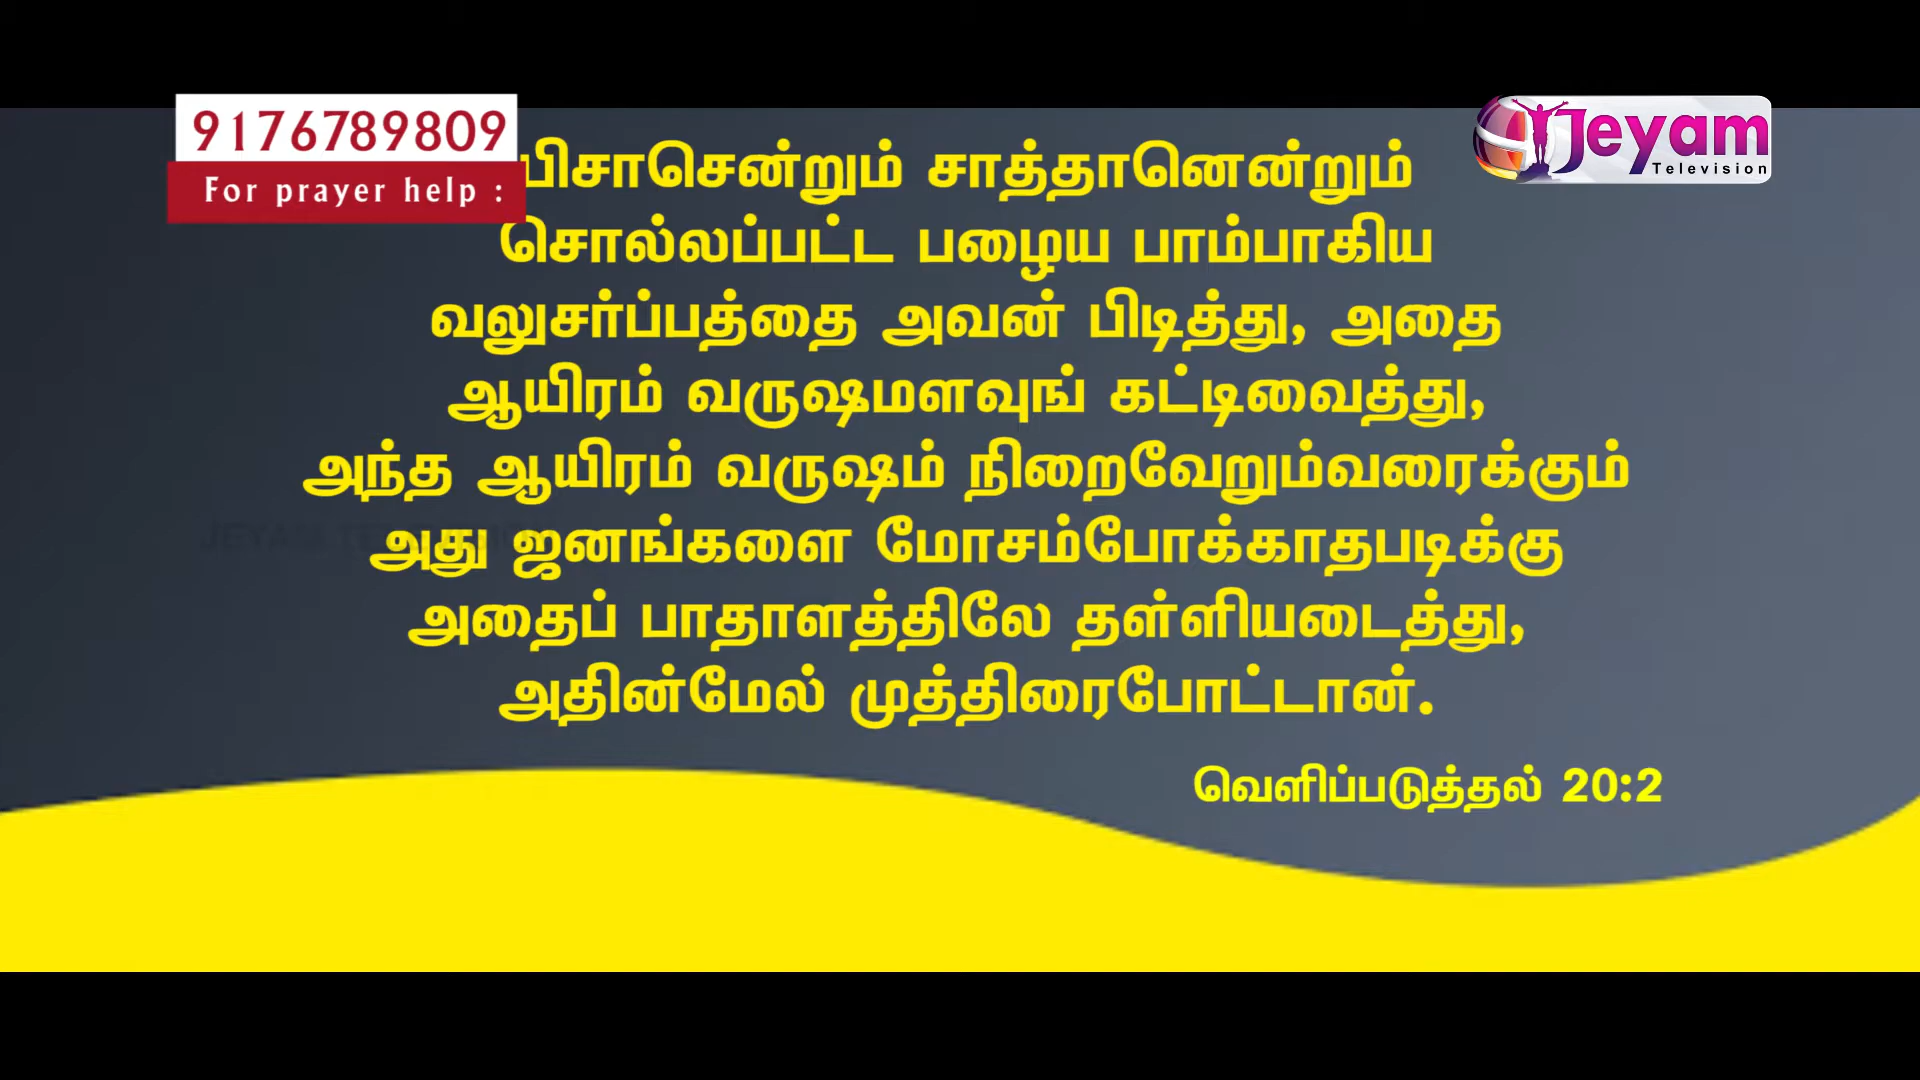 9176789809
For prayer help :
Jeyam
Television
பிசாசென்றும் சாத்தானென்றும்
சொல்லப்பட்ட பழைய பாம்பாகிய
வலுசர்ப்பத்தை அவன் பிடித்து, அதை
ஆயிரம் வருஷமளவுங் கட்டிவைத்து,
அந்த ஆயிரம் வருஷம் நிறைவேறும்வரைக்கும்
அது ஜனங்களை மோசம்போக்காதபடிக்கு
அதைப் பாதாளத்திலே தள்ளியடைத்து,
அதின்மேல் முத்திரைபோட்டான்.
வெளிப்படுத்தல் 20:2